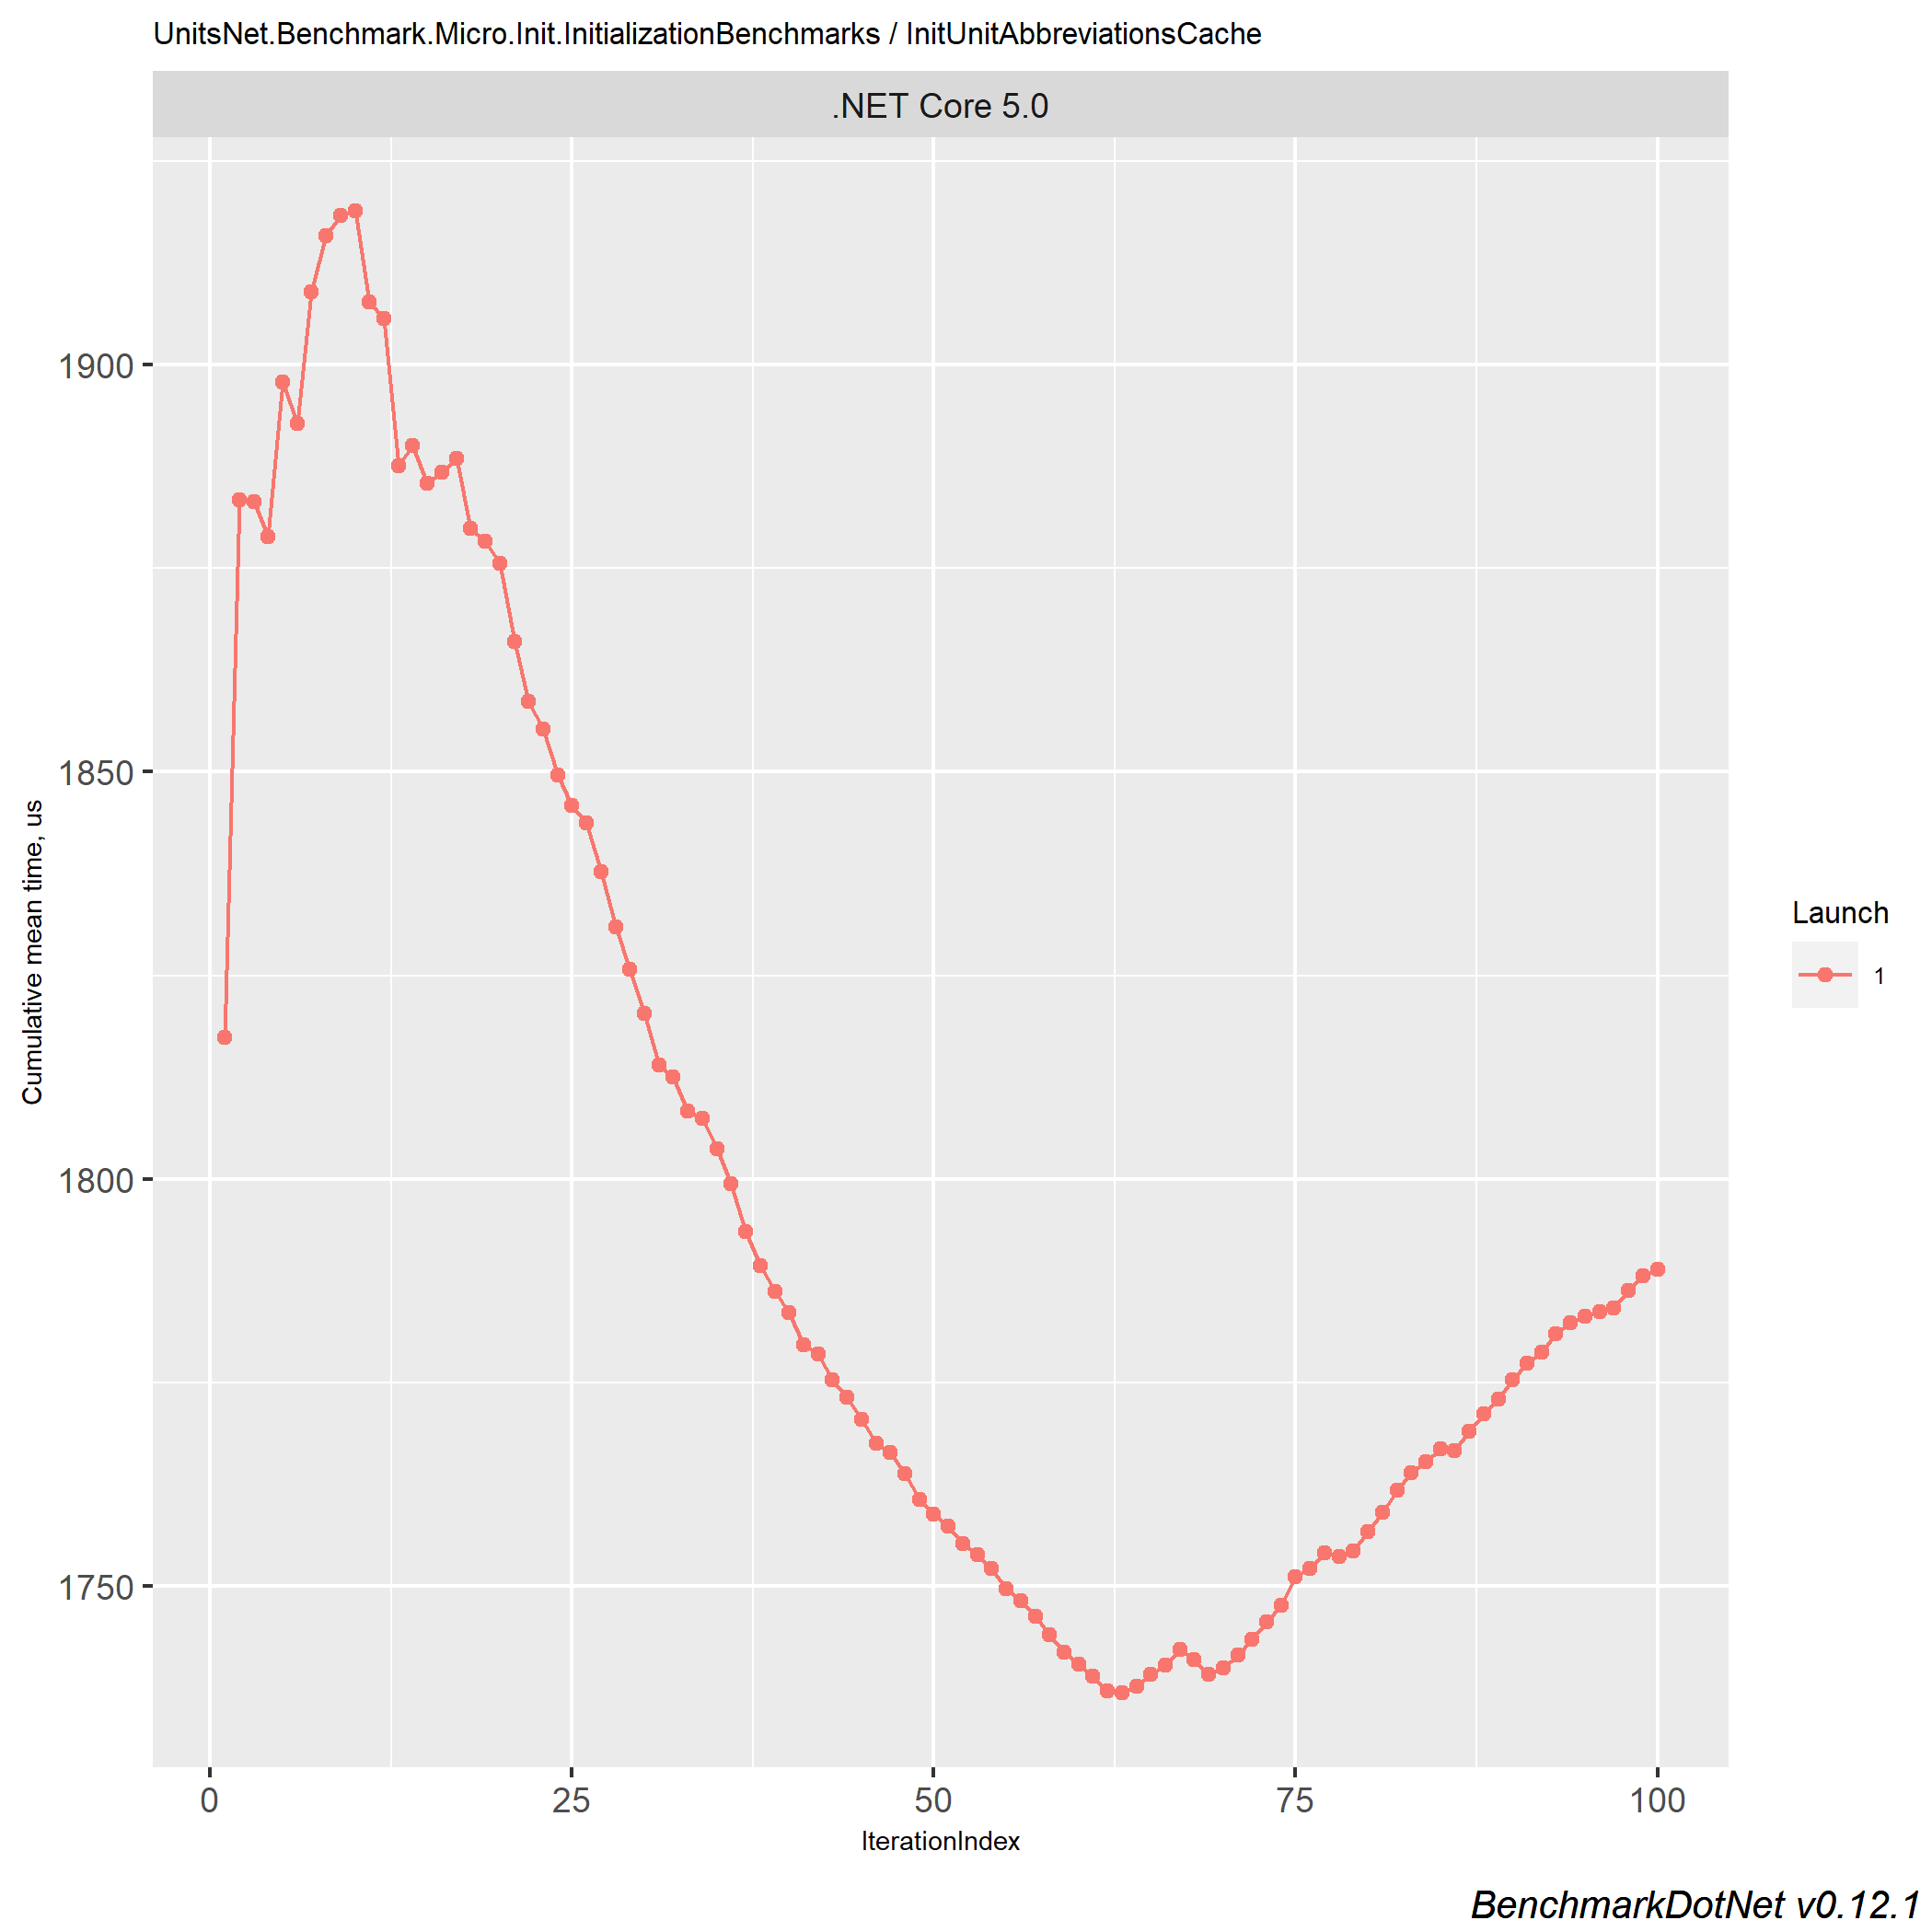 UnitsNet.Benchmark.Micro.Init.InitializationBenchmarks / InitUnitAbbreviationsCache
.NET Core 5.0
1900
1850
1800
1750
Cumulative mean time, us
0 25 50 75 100
IterationIndex
Launch
1
BenchmarkDotNet v0.12.1